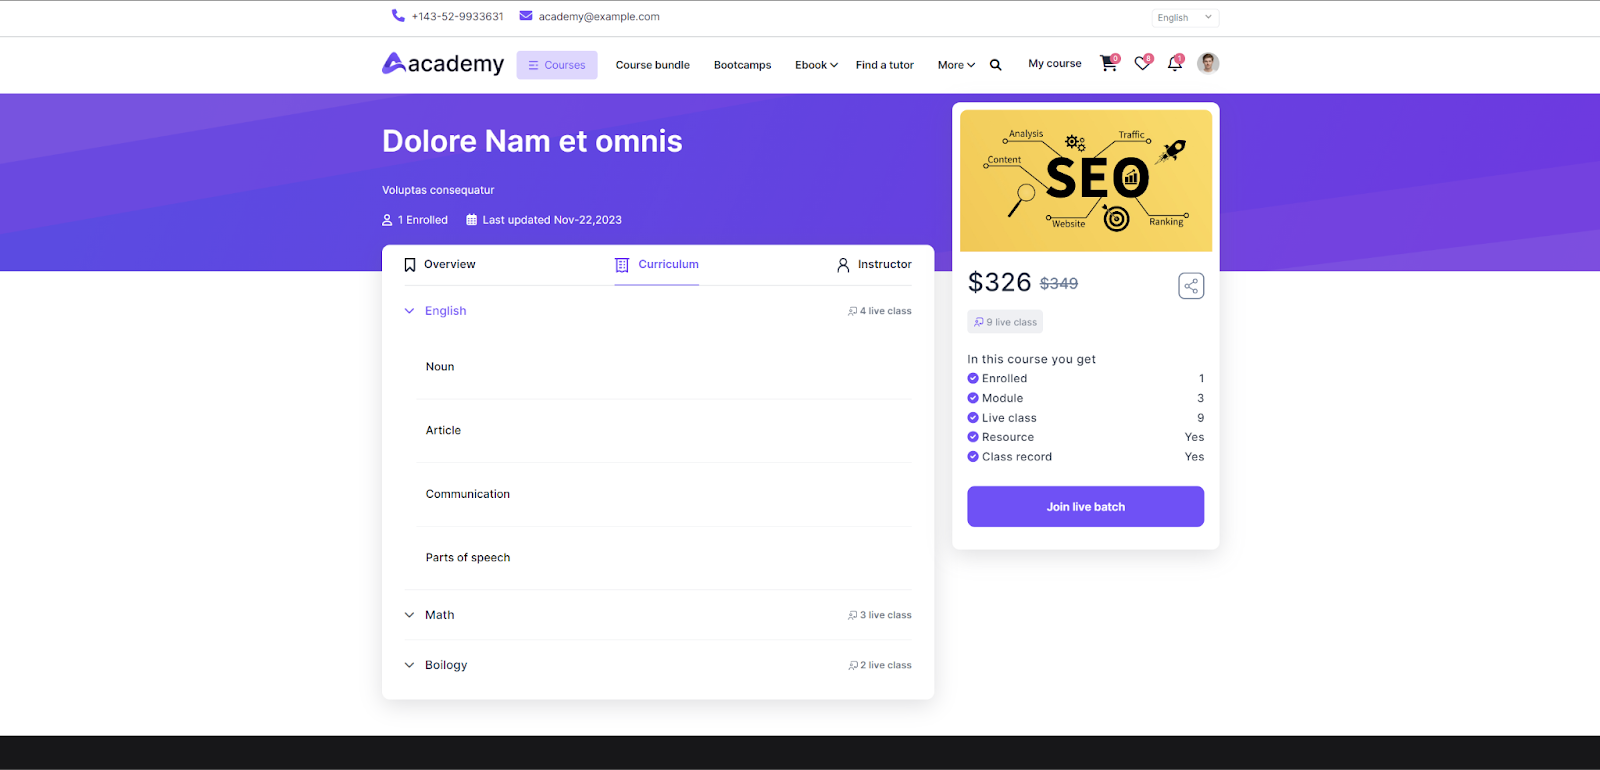 +143-52-9933631 academy@example.com English
academy Courses Course bundle Bootcamps Ebook Find a tutor More My course 0 8 1
Dolore Nam et omnis
Voluptas consequatur
1 Enrolled Last updated Nov-22,2023
Overview Curriculum Instructor
English 4 live class
Noun
Article
Communication
Parts of speech
Math 3 live class
Boilogy 2 live class
Analysis Traffic
Content
SEO
Website Ranking
$326 $349
9 live class
In this course you get
Enrolled 1
Module 3
Live class 9
Resource Yes
Class record Yes
Join live batch